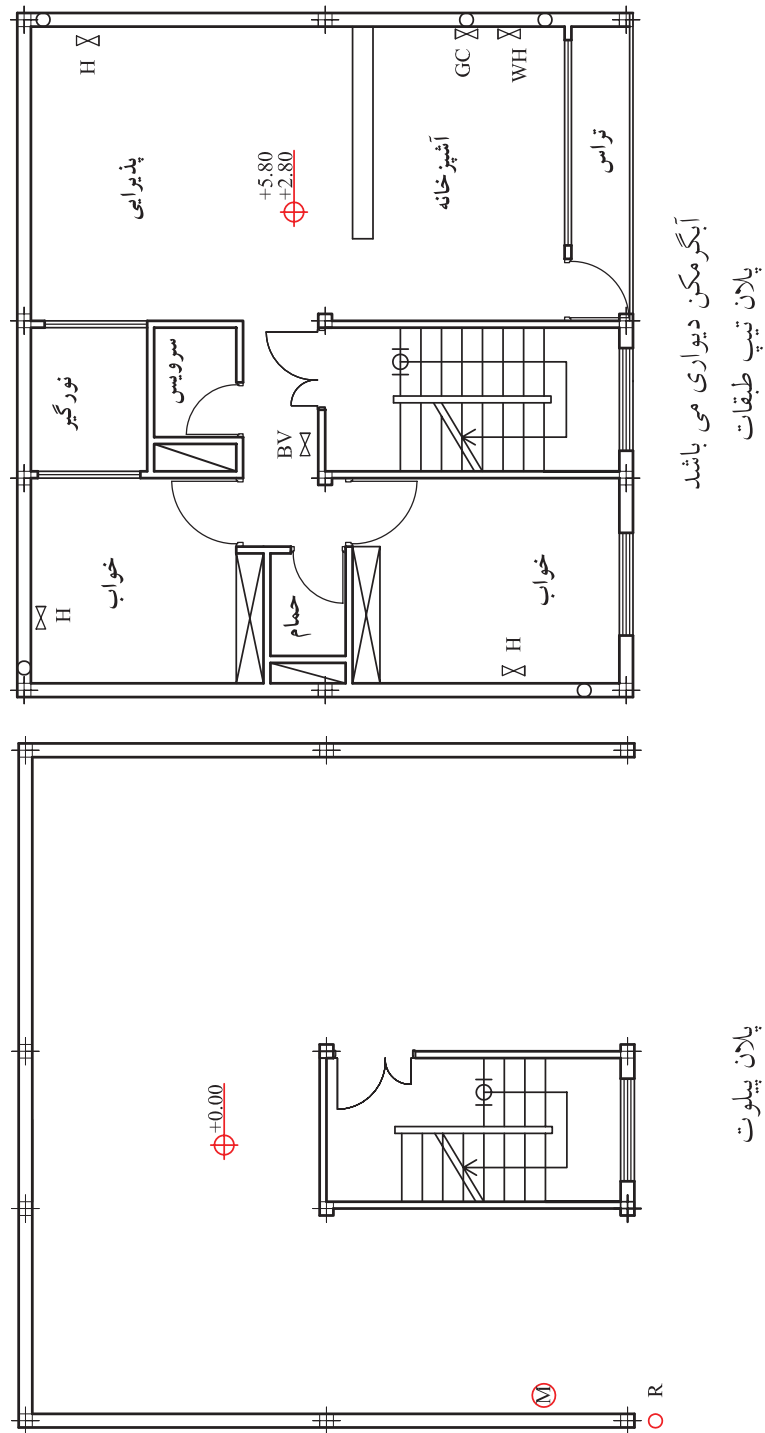 H
GC
WH
پذیرایی
+5.80
+2.80
آشپزخانه
تراس
نورگیر
سرویس
BV
خواب
H
حمام
خواب
H
آبگرمکن دیواری می باشد
پلان تیپ طبقات
+0.00
M
R
پلان پیلوت